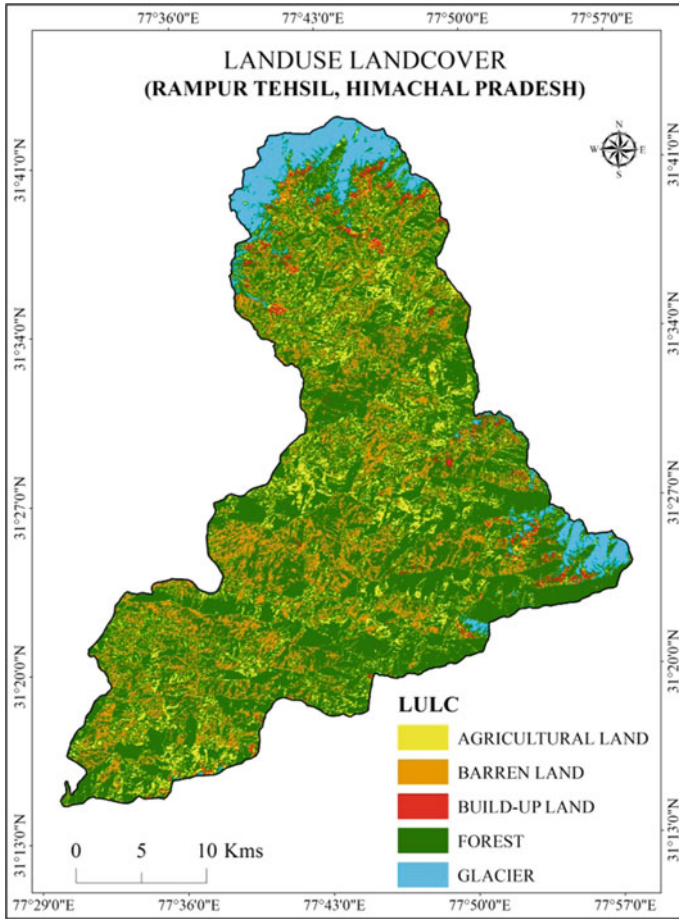 77°36'0"E 77°43'0"E 77°50'0"E 77°57'0"E
LANDUSE LANDCOVER
(RAMPUR TEHSIL, HIMACHAL PRADESH)
N
W E
S
31°41'0"N 31°41'0"N
31°34'0"N 31°34'0"N
31°27'0"N 31°27'0"N
31°20'0"N 31°20'0"N
31°13'0"N 31°13'0"N
LULC
AGRICULTURAL LAND
BARREN LAND
BUILD-UP LAND
FOREST
GLACIER
0 5 10 Kms
77°29'0"E 77°36'0"E 77°43'0"E 77°50'0"E 77°57'0"E